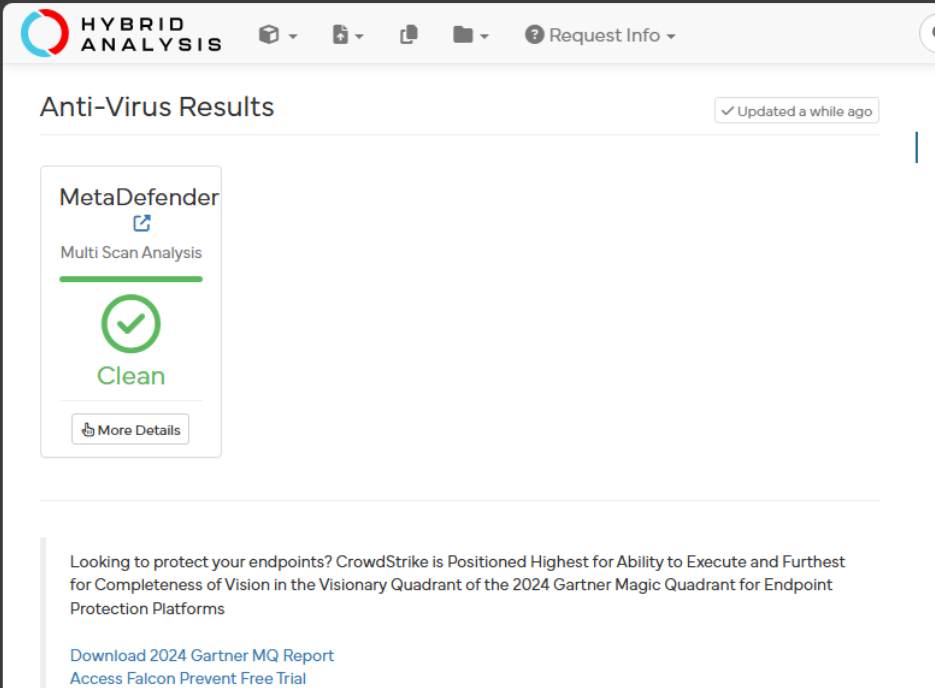 HYBRID
ANALYSIS
Request Info
Anti-Virus Results
Updated a while ago
MetaDefender
Multi Scan Analysis
Clean
More Details
Looking to protect your endpoints? CrowdStrike is Positioned Highest for Ability to Execute and Furthest
for Completeness of Vision in the Visionary Quadrant of the 2024 Gartner Magic Quadrant for Endpoint
Protection Platforms
Download 2024 Gartner MQ Report
Access Falcon Prevent Free Trial